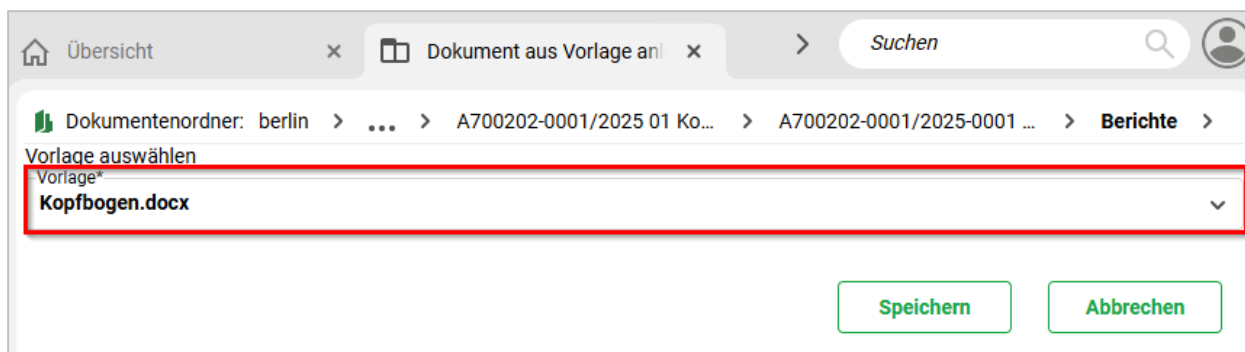 Übersicht × Dokument aus Vorlage anl × > Suchen
Dokumentenordner: berlin > ... > A700202-0001/2025 01 Ko... > A700202-0001/2025-0001 ... > Berichte >
Vorlage auswählen
Vorlage*
Kopfbogen.docx
Speichern Abbrechen